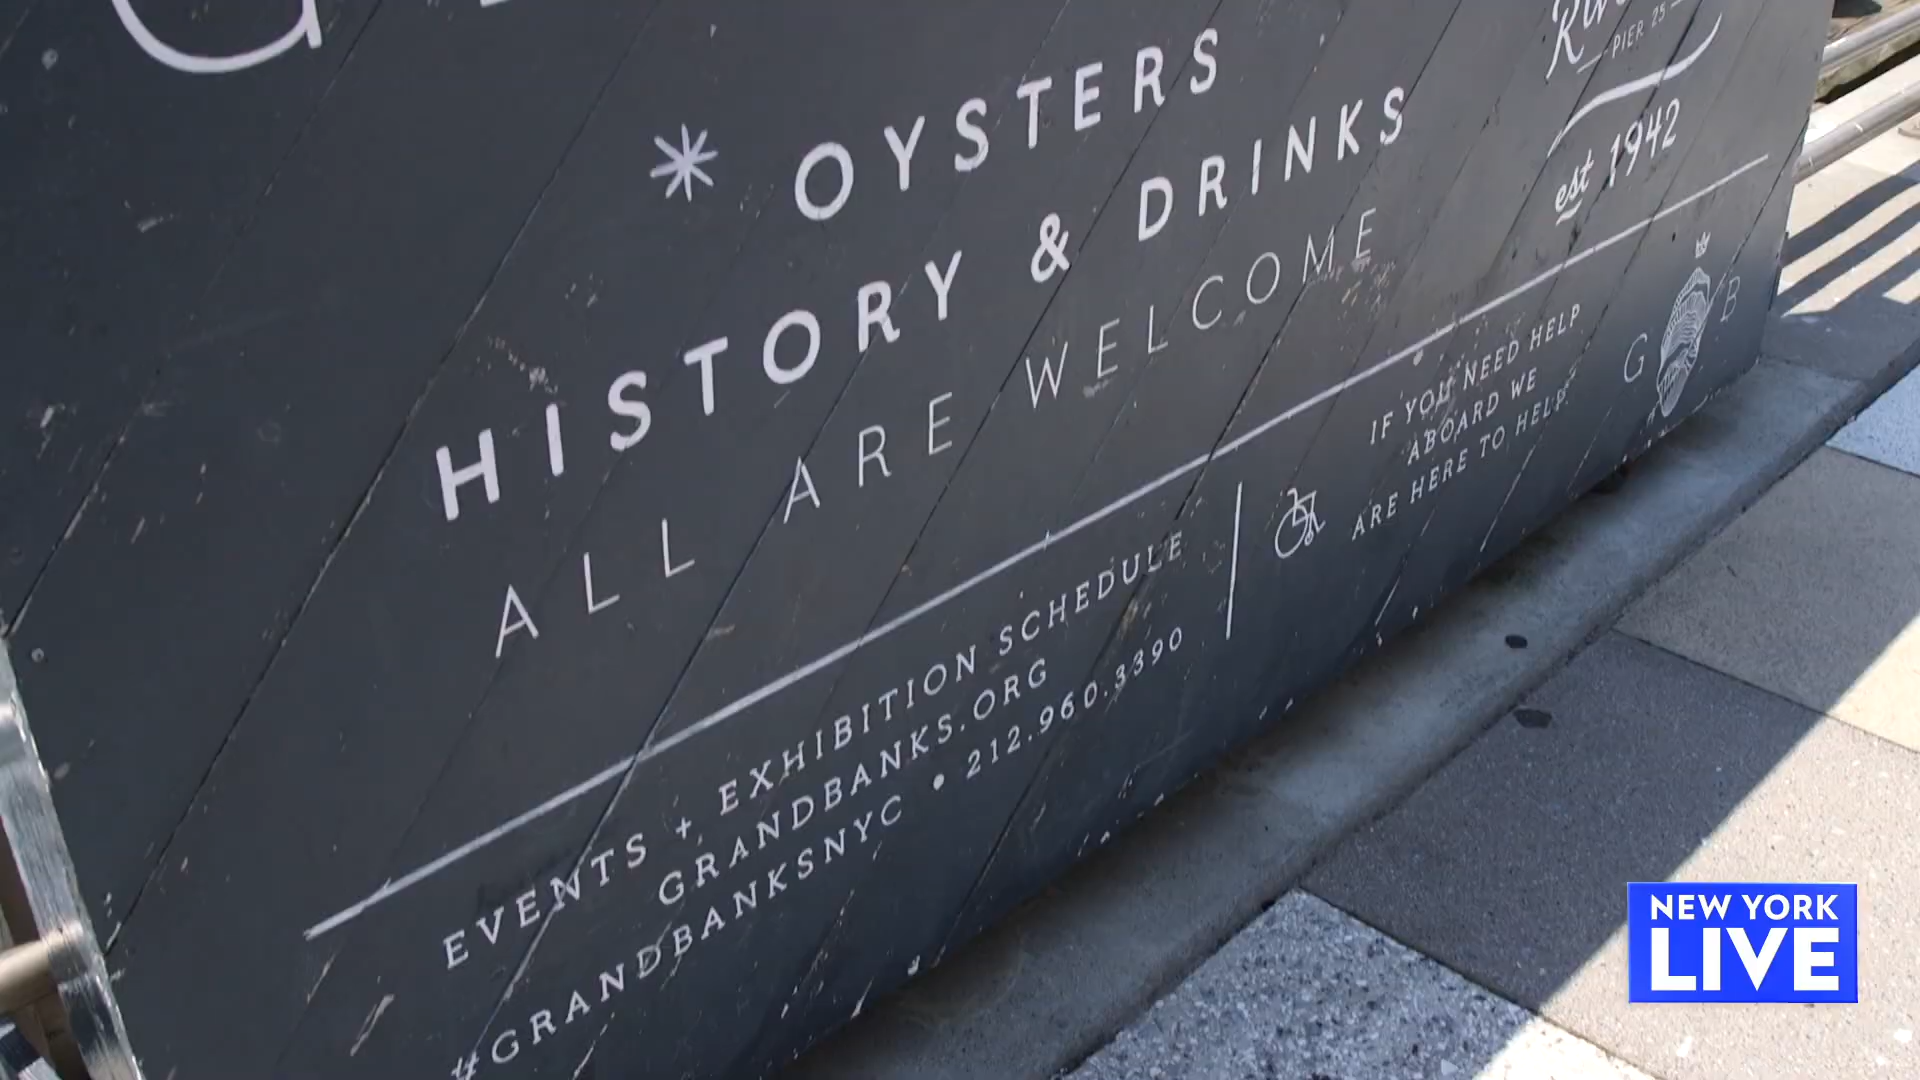 * OYSTERS
HISTORY & DRINKS
ALL ARE WELCOME
PIER 25
est 1942
EVENTS + EXHIBITION SCHEDULE
GRANDBANKS.ORG
#GRANDBANKSNYC • 212.960.3390
IF YOU NEED HELP
ABOARD WE
ARE HERE TO HELP
G B
NEW YORK
LIVE